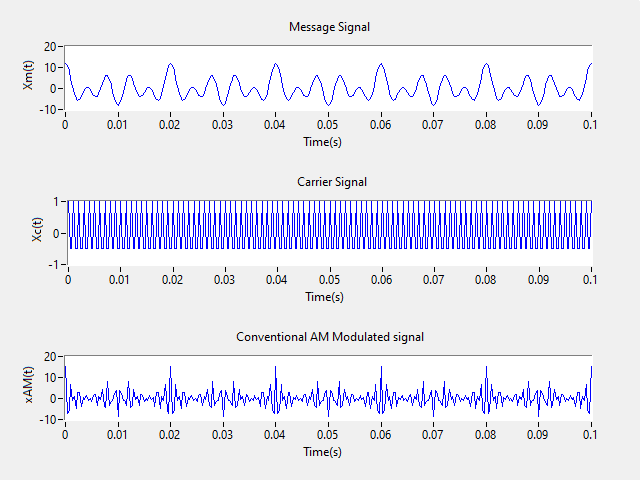 Message Signal
Xm(t)
20
10
0
-10
0 0.01 0.02 0.03 0.04 0.05 0.06 0.07 0.08 0.09 0.1
Time(s)
Carrier Signal
Xc(t)
1
0
-1
0 0.01 0.02 0.03 0.04 0.05 0.06 0.07 0.08 0.09 0.1
Time(s)
Conventional AM Modulated signal
xAM(t)
20
10
0
-10
0 0.01 0.02 0.03 0.04 0.05 0.06 0.07 0.08 0.09 0.1
Time(s)